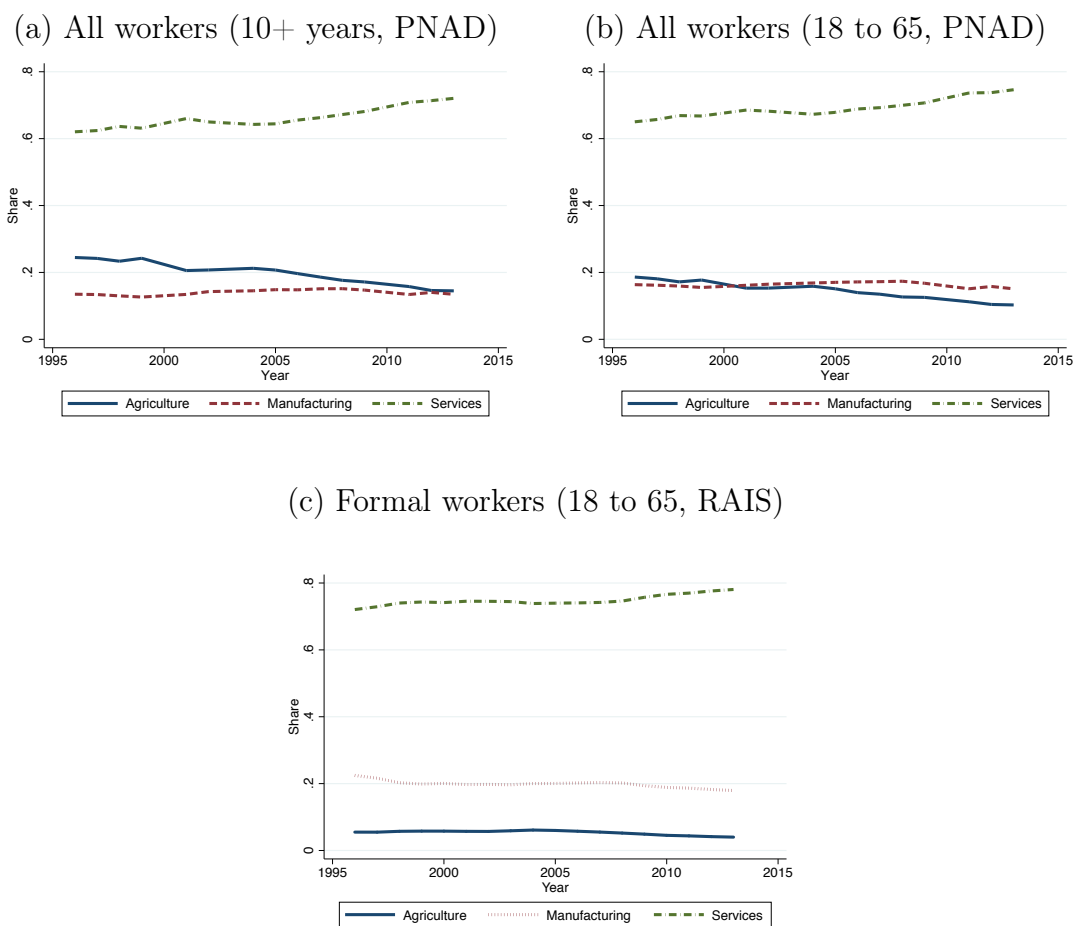 (a) All workers (10+ years, PNAD)
.8
.6
.4
.2
0
Share
1995 2000 2005 2010 2015
Year
Agriculture Manufacturing Services
(b) All workers (18 to 65, PNAD)
.8
.6
.4
.2
0
Share
1995 2000 2005 2010 2015
Year
Agriculture Manufacturing Services
(c) Formal workers (18 to 65, RAIS)
.8
.6
.4
.2
0
Share
1995 2000 2005 2010 2015
Year
Agriculture Manufacturing Services